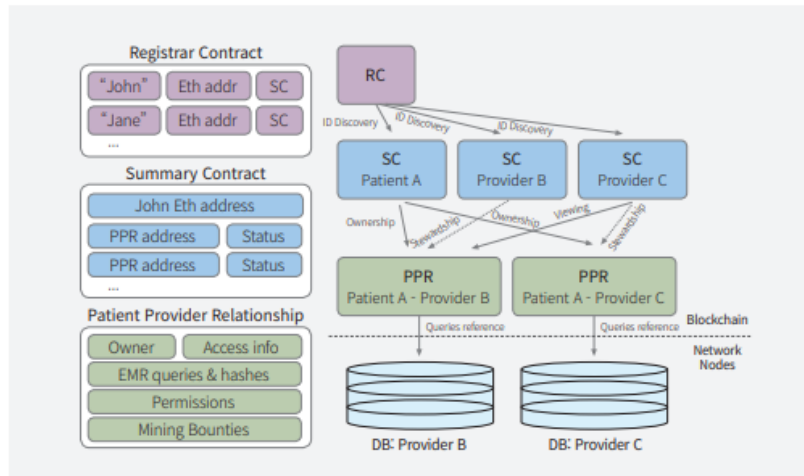 Registrar Contract
"John" Eth addr SC
"Jane" Eth addr SC
...
Summary Contract
John Eth address
PPR address Status
PPR address Status
...
Patient Provider Relationship
Owner Access info
EMR queries & hashes
Permissions
Mining Bounties
RC
ID Discovery ID Discovery ID Discovery
SC SC SC
Patient A Provider B Provider C
Ownership Stewardship Ownership Viewing Stewardship
PPR PPR
Patient A - Provider B Patient A - Provider C
Blockchain
Queries reference Queries reference
Network
Nodes
DB: Provider B DB: Provider C